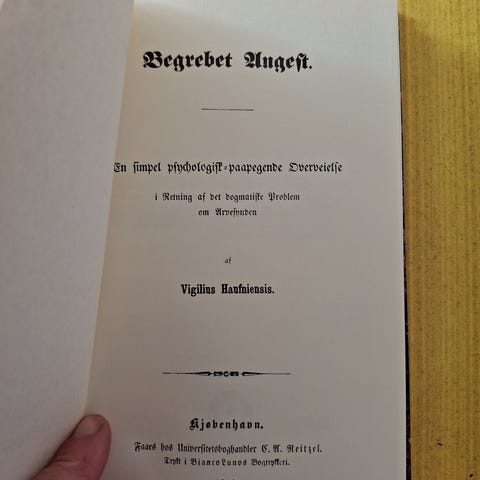 Begrebet Angest.
En simpel psychologisk-paapegende Overveielse
i Retning af det dogmatiske Problem
om Arvesynden
af
Vigilius Haufniensis.
Kjøbenhavn.
Faaes hos Universitetsboghandler C. A. Reitzel.
Trykt i Bianco Lunos Bogtrykkeri.